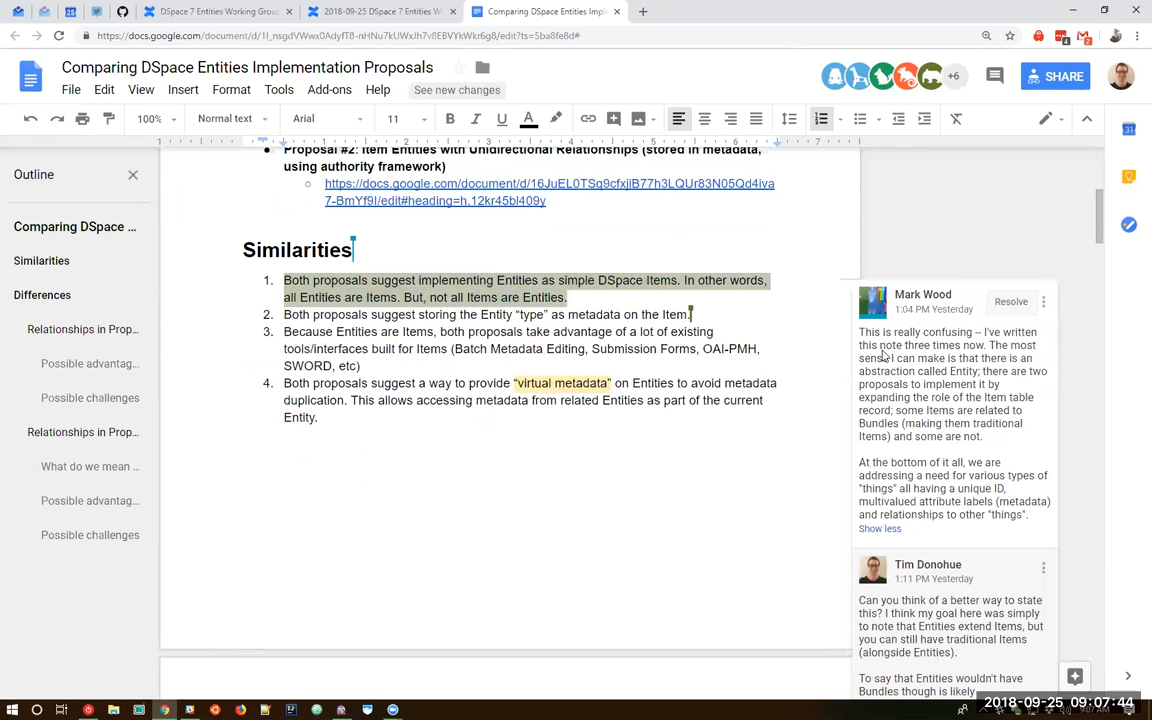 DSpace 7 Entities Working Grou
2018-09-25 DSpace 7 Entities W
Comparing DSpace Entities Impl
https://docs.google.com/document/d/1l_nsgdVWwx0AdyfT8-nHNu7kUWxJh7v8EBVYkWkr6g8/edit?ts=5ba8fe8d#
Comparing DSpace Entities Implementation Proposals
+6
SHARE
File Edit View Insert Format Tools Add-ons Help See new changes
100% Normal text Arial 11 B I U A
1 1 2 3 4 5 6 7
Outline
Comparing DSpace ...
Similarities
Differences
Relationships in Prop...
Possible advantag...
Possible challenges
Relationships in Prop...
What do we mean ...
Possible advantag...
Possible challenges
Proposal #2: Item Entities with Unidirectional Relationships (stored in metadata,
using authority framework)
https://docs.google.com/document/d/16JuEL0TSq9cfxjiB77h3LQUr83N05Qd4iva
7-BmYf9I/edit#heading=h.12kr45bl409y
Similarities
1. Both proposals suggest implementing Entities as simple DSpace Items. In other words,
all Entities are Items. But, not all Items are Entities.
2. Both proposals suggest storing the Entity “type” as metadata on the Item.
3. Because Entities are Items, both proposals take advantage of a lot of existing
tools/interfaces built for Items (Batch Metadata Editing, Submission Forms, OAI-PMH,
SWORD, etc)
4. Both proposals suggest a way to provide “virtual metadata” on Entities to avoid metadata
duplication. This allows accessing metadata from related Entities as part of the current
Entity.
Mark Wood
1:04 PM Yesterday
Resolve
This is really confusing -- I've written
this note three times now. The most
sense I can make is that there is an
abstraction called Entity; there are two
proposals to implement it by
expanding the role of the Item table
record; some Items are related to
Bundles (making them traditional
Items) and some are not.
At the bottom of it all, we are
addressing a need for various types of
"things" all having a unique ID,
multivalued attribute labels (metadata)
and relationships to other "things".
Show less
Tim Donohue
1:11 PM Yesterday
Can you think of a better way to state
this? I think my goal here was simply
to note that Entities extend Items, but
you can still have traditional Items
(alongside Entities).
To say that Entities wouldn't have
Bundles though is likely
2018-09-25 09:07:44